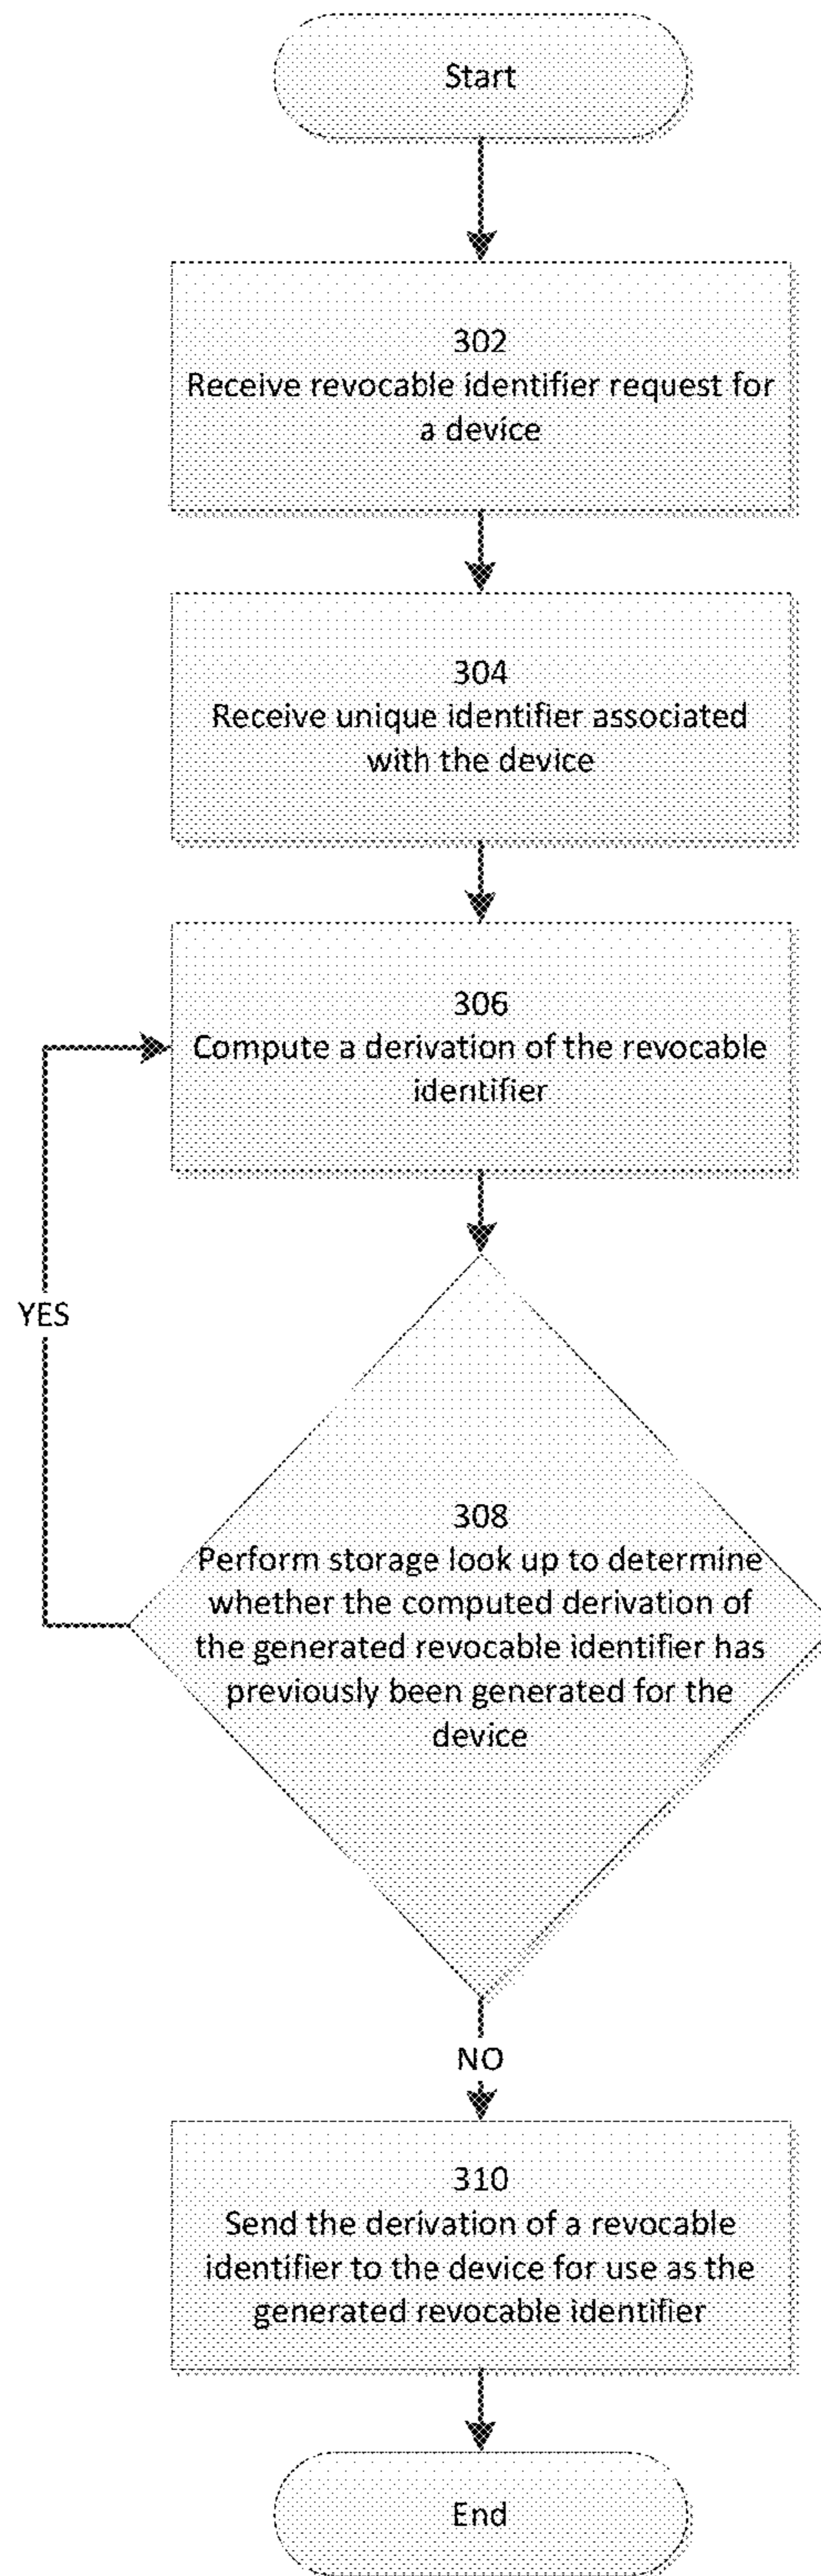 Start
302
Receive revocable identifier request for
a device
304
Receive unique identifier associated
with the device
306
Compute a derivation of the revocable
identifier
YES
308
Perform storage look up to determine
whether the computed derivation of
the generated revocable identifier has
previously been generated for the
device
NO
310
Send the derivation of a revocable
identifier to the device for use as the
generated revocable identifier
End